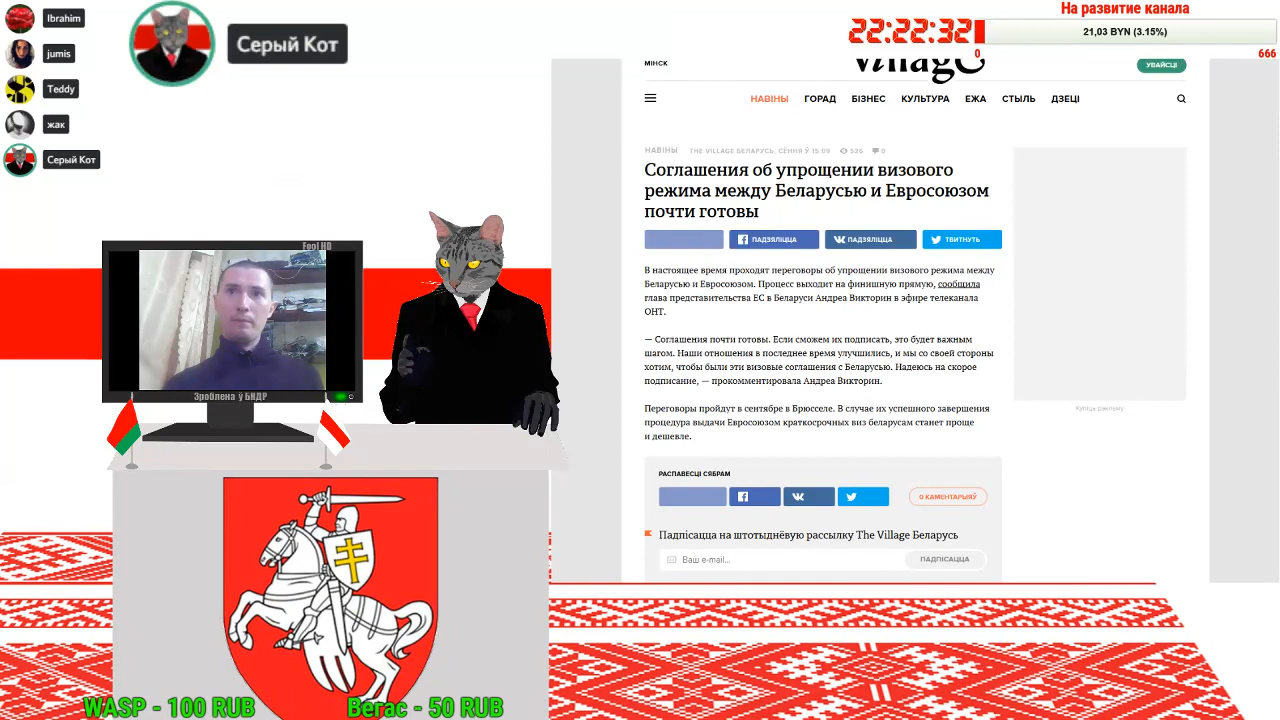 Ibrahim
jumis
Teddy
жак
Серый Кот
Серый Кот
22:22:32
На развитие канала
21,03 BYN (3.15%)
0
666
МІНСК
Village
УВАЙСЦІ
НАВІНЫ ГОРАД БІЗНЕС КУЛЬТУРА ЕЖА СТЫЛЬ ДЗЕЦІ
НАВІНЫ THE VILLAGE БЕЛАРУСЬ, СЁННЯ Ў 15:09 526 0
Соглашения об упрощении визового
режима между Беларусью и Евросоюзом
почти готовы
ПАДЗЯЛІЦЦА ПАДЗЯЛІЦЦА ТВИТНУТЬ
В настоящее время проходят переговоры об упрощении визового режима между
Беларусью и Евросоюзом. Процесс выходит на финишную прямую, сообщила
глава представительства ЕС в Беларуси Андреа Викторин в эфире телеканала
ОНТ.
— Соглашения почти готовы. Если сможем их подписать, это будет важным
шагом. Наши отношения в последнее время улучшились, и мы со своей стороны
хотим, чтобы были эти визовые соглашения с Беларусью. Надеюсь на скорое
подписание, — прокомментировала Андреа Викторин.
Переговоры пройдут в сентябре в Брюсселе. В случае их успешного завершения
процедура выдачи Евросоюзом краткосрочных виз беларусам станет проще
и дешевле.
Купіць рэкламу
РАСПАВЕСЦІ СЯБРАМ
0 КАМЕНТАРЫЯЎ
Падпісацца на штотыднёвую рассылку The Village Беларусь
Ваш e-mail...
ПАДПІСАЦЦА
Feel HD
Зроблена ў БНДР
WASP - 100 RUB
Вегас - 50 RUB